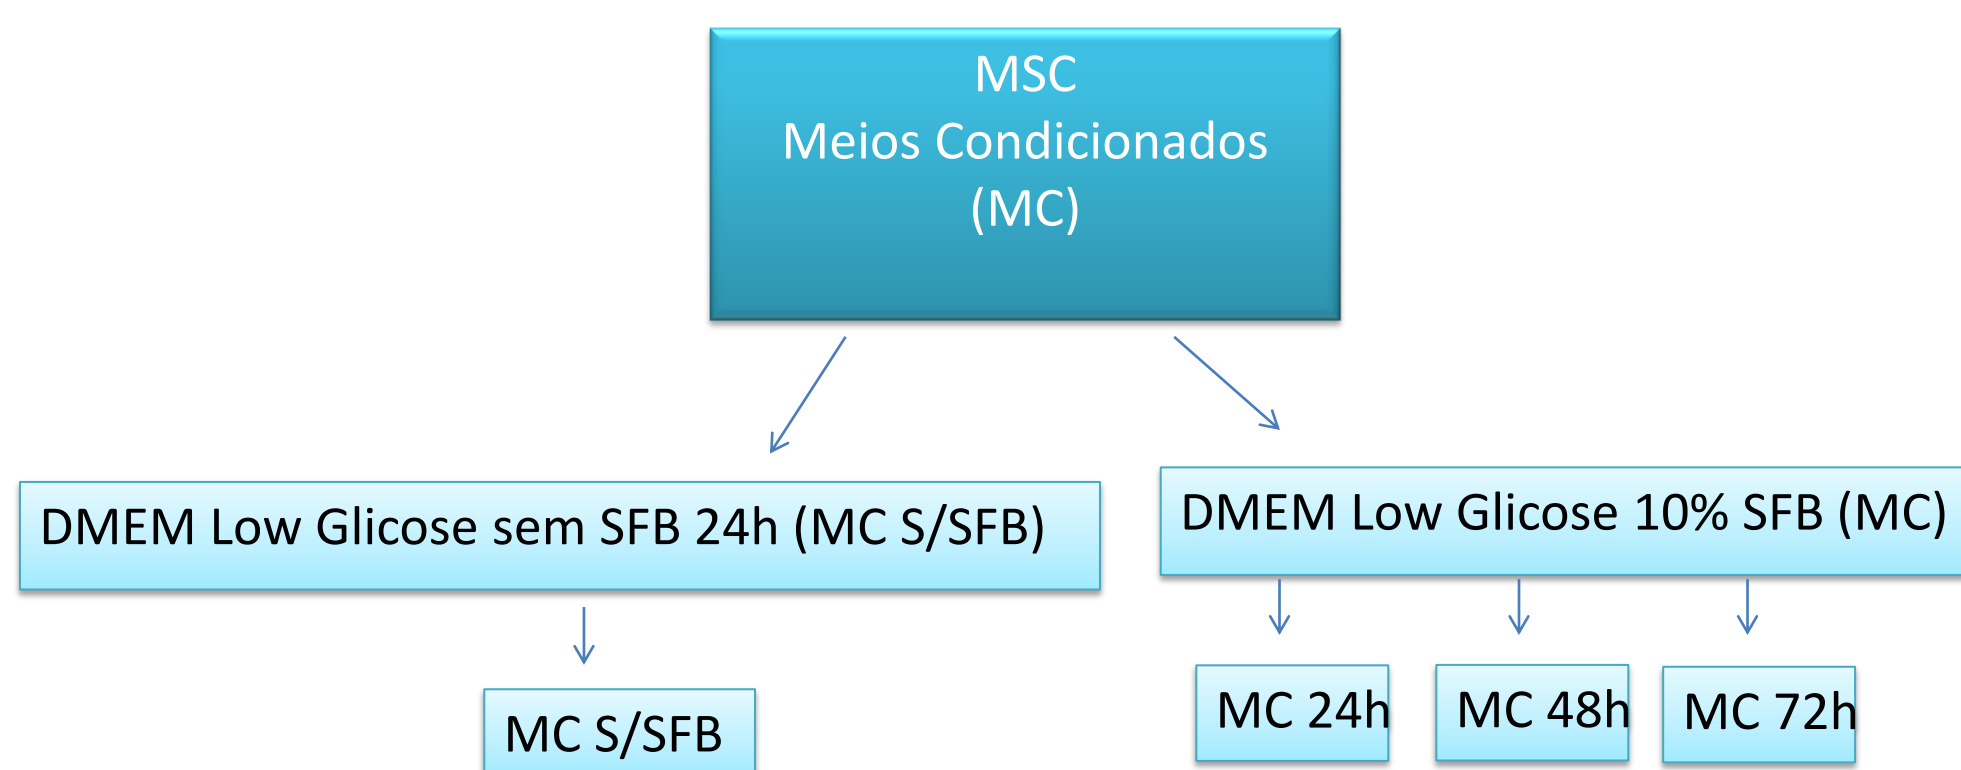 MSC
Meios Condicionados
(MC)
DMEM Low Glicose sem SFB 24h (MC S/SFB)
DMEM Low Glicose 10% SFB (MC)
MC S/SFB
MC 24h
MC 48h
MC 72h